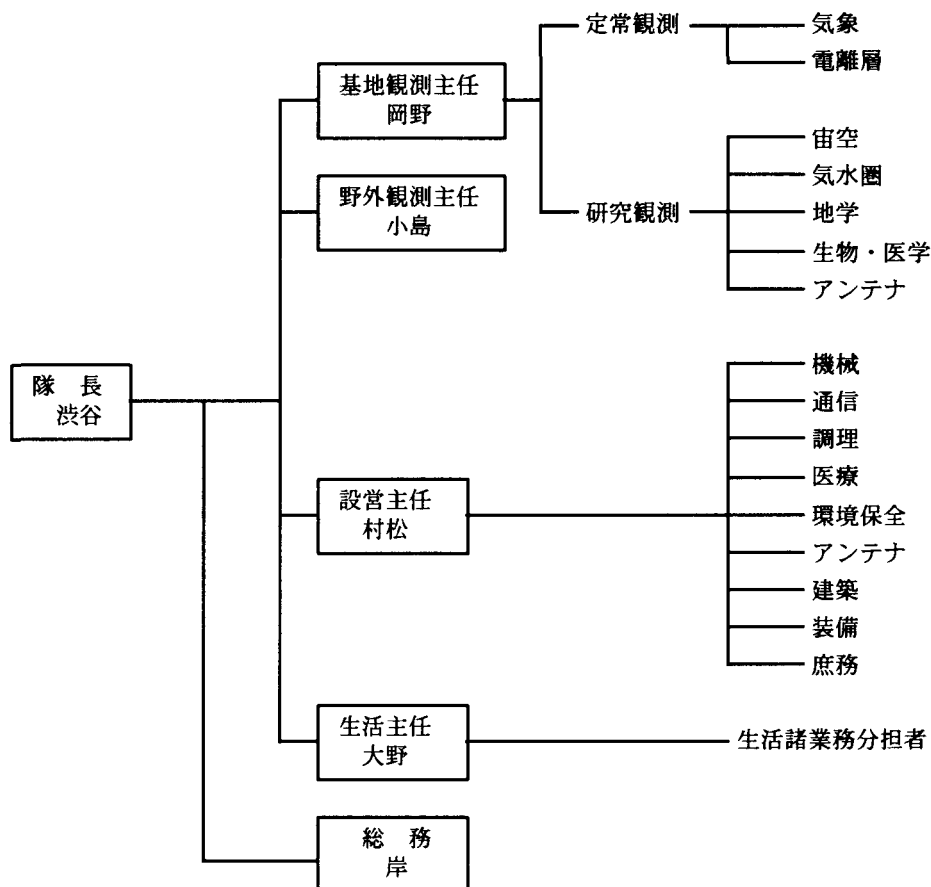 定常観測
気象
電離層
基地観測主任
岡野
宙空
気水圏
野外観測主任
小島
研究観測
地学
生物・医学
アンテナ
隊 長
渋谷
機械
通信
調理
医療
設営主任
村松
環境保全
アンテナ
建築
装備
庶務
生活主任
大野
生活諸業務分担者
総 務
岸